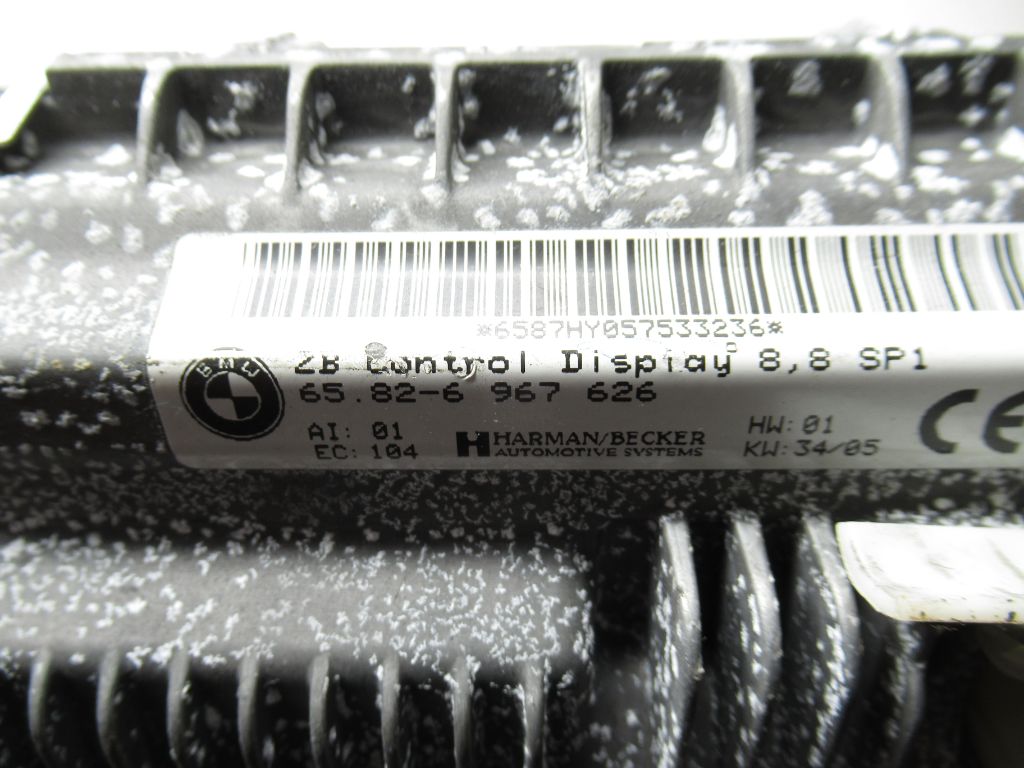 *6587HY057533236*
BMW
ZB Control Display 8,8 SP1
65.82-6 967 626
AI: 01
EC: 104
HARMAN/BECKER
AUTOMOTIVE SYSTEMS
HW: 01
KW: 34/05
CE